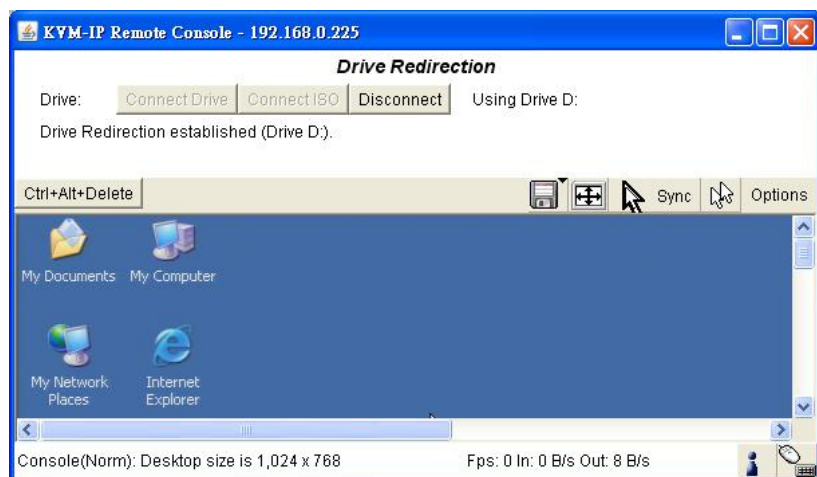 KVM-IP Remote Console - 192.168.0.225
Drive Redirection
Drive: Connect Drive Connect ISO Disconnect Using Drive D:
Drive Redirection established (Drive D:).
Ctrl+Alt+Delete Sync Options
My Documents My Computer
My Network Places
Internet Explorer
Console(Norm): Desktop size is 1,024 x 768 Fps: 0 In: 0 B/s Out: 8 B/s